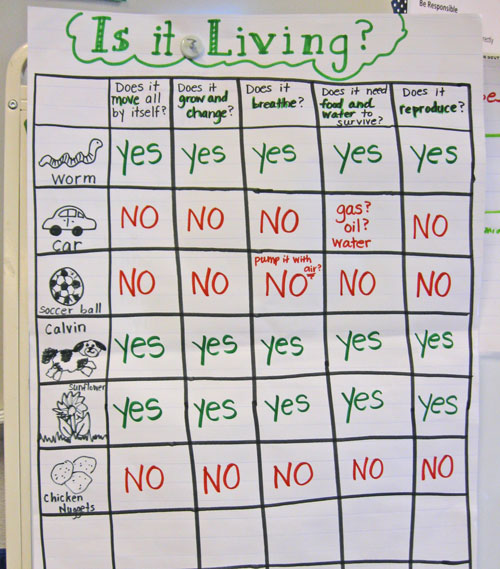 Be Responsible
Is it Living?
Does it
move all
by itself?
Does it
grow and
change?
Does it
breathe?
Does it need
food and
water to
survive?
Does it
reproduce?
Worm
yes yes yes yes yes
Car
NO NO NO
gas?
oil?
water
NO
Soccer ball
NO NO
pump it with
air?
NO
NO NO
Calvin
yes yes yes yes yes
Sunflower
yes yes yes yes yes
Chicken
Nuggets
NO NO NO NO NO